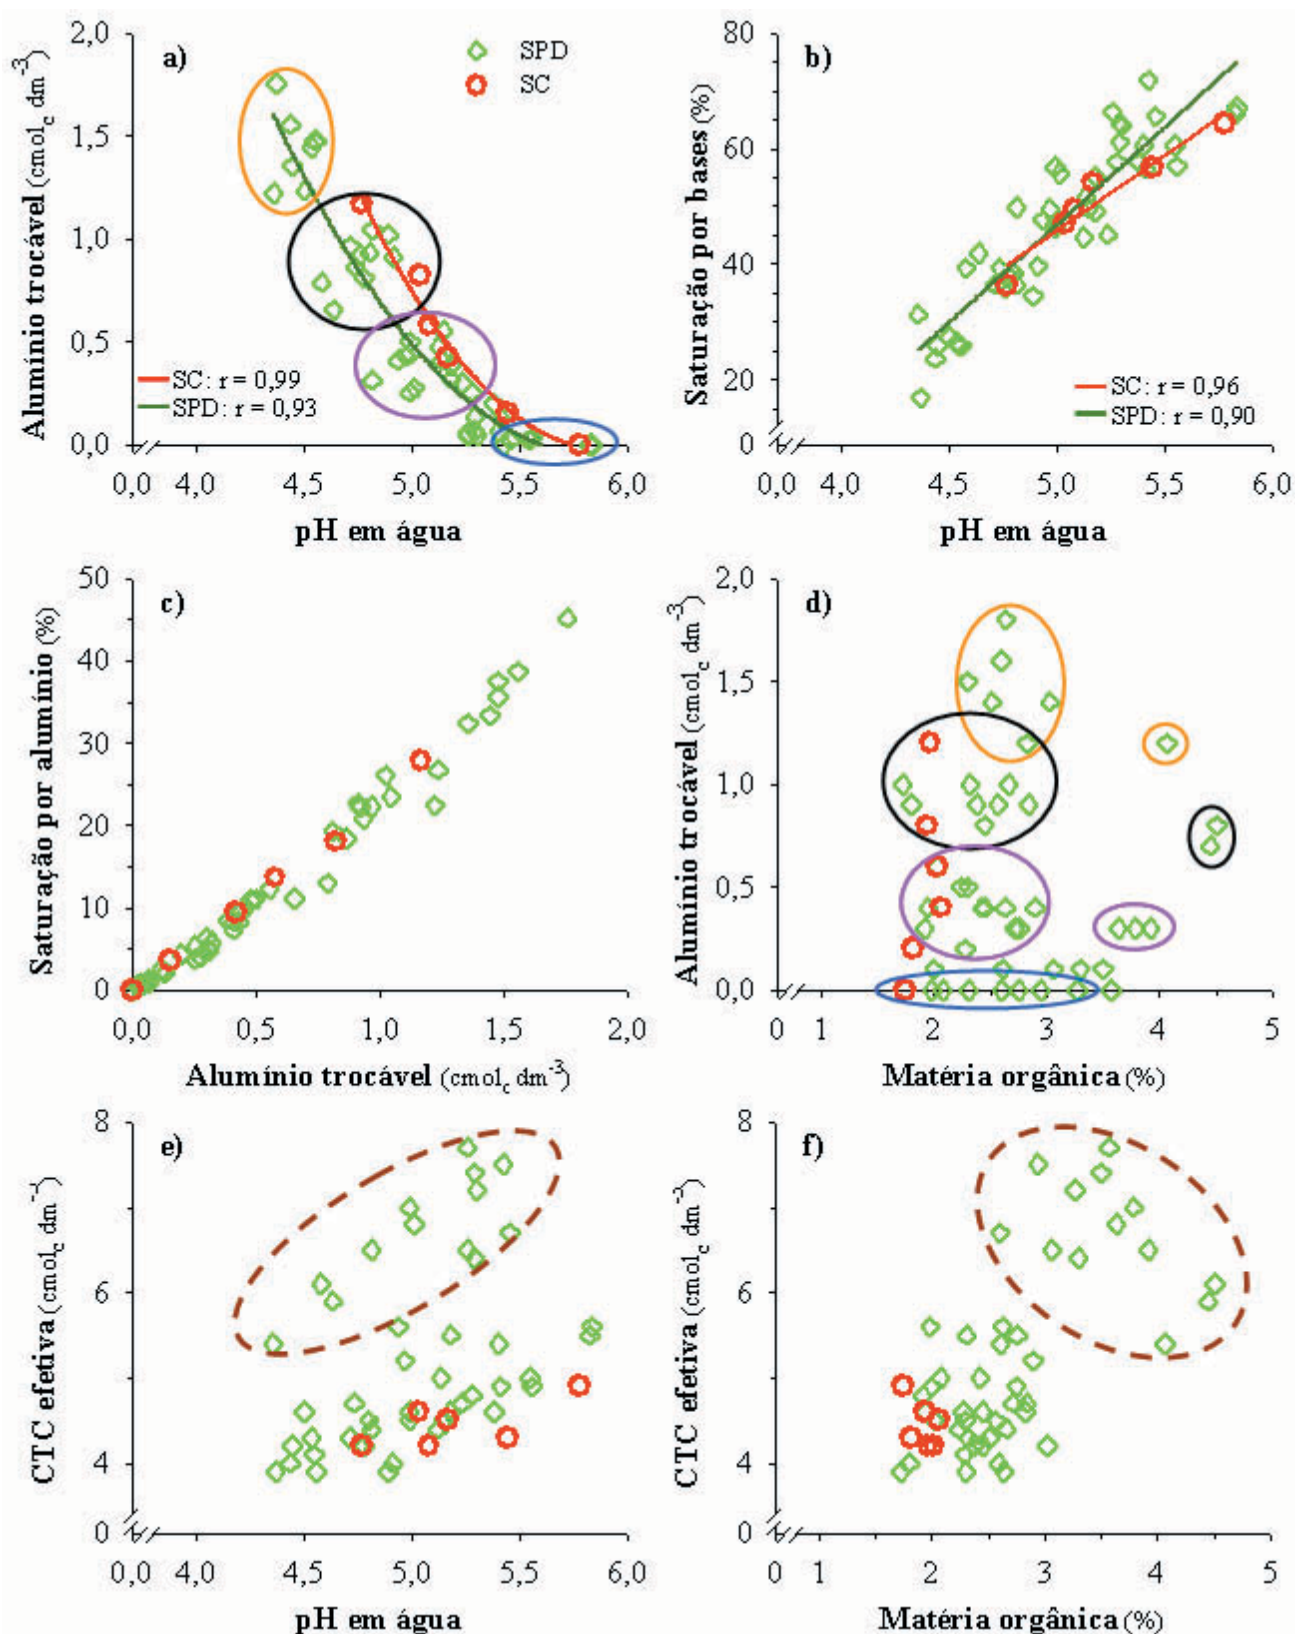 a)
SPD
SC
2,0
1,5
1,0
0,5
0,0
Alumínio trocável (cmol_c dm^-3)
SC: r = 0,99
SPD: r = 0,93
0,0 4,0 4,5 5,0 5,5 6,0
pH em água
b)
80
60
40
20
0
Saturação por bases (%)
SC: r = 0,96
SPD: r = 0,90
0,0 4,0 4,5 5,0 5,5 6,0
pH em água
c)
50
40
30
20
10
0
Saturação por alumínio (%)
0,0 0,5 1,0 1,5 2,0
Alumínio trocável (cmol_c dm^-3)
d)
2,0
1,5
1,0
0,5
0,0
Alumínio trocável (cmol_c dm^-3)
0 1 2 3 4 5
Matéria orgânica (%)
e)
8
6
4
0
CTC efetiva (cmol_c dm^-3)
0,0 4,0 4,5 5,0 5,5 6,0
pH em água
f)
8
6
4
0
CTC efetiva (cmol_c dm^-3)
0 1 2 3 4 5
Matéria orgânica (%)